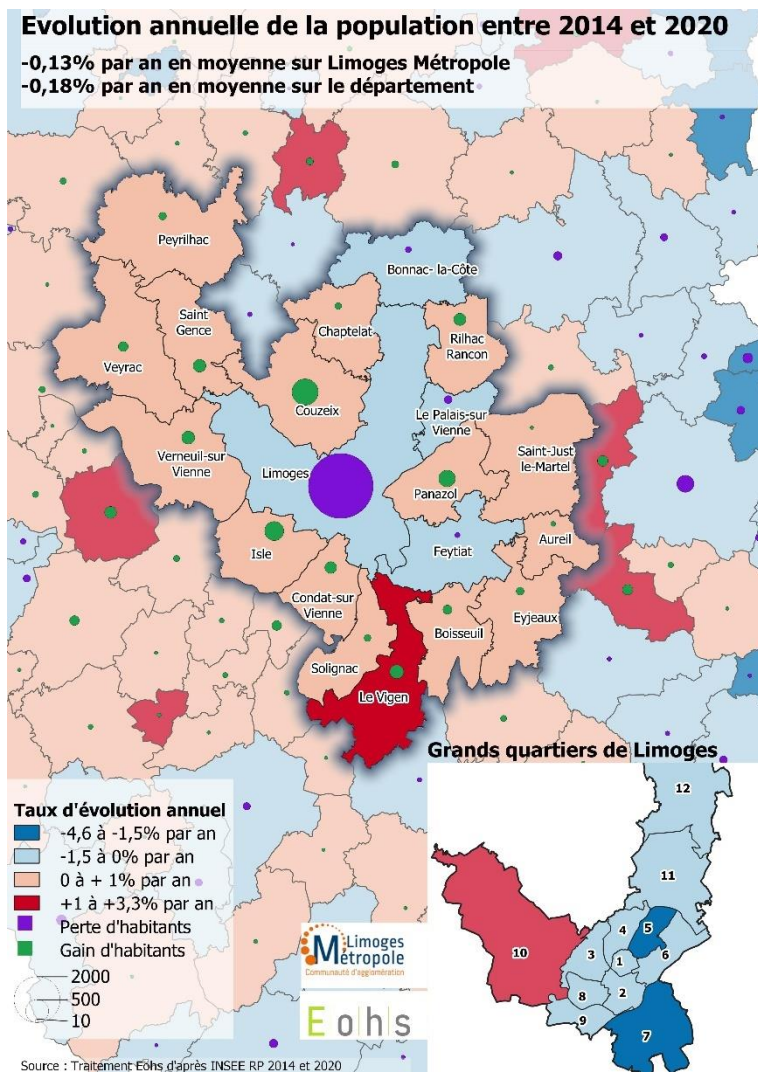 Evolution annuelle de la population entre 2014 et 2020
-0,13% par an en moyenne sur Limoges Métropole
-0,18% par an en moyenne sur le département
Peyrilhac
Bonnac- la-Côte
Saint
Gence
Chaptelat
Rilhac
Rancon
Veyrac
Couzeix
Le Palais-sur
Vienne
Verneuil-sur
Vienne
Saint-Just
le-Martel
Limoges
Panazol
Isle
Feytiat
Aureil
Condat-sur
Vienne
Boisseuil
Eyjeaux
Solignac
Le Vigen
Grands quartiers de Limoges
12
11
5
4
10
3
1
6
8
2
9
7
Taux d'évolution annuel
-4,6 à -1,5% par an
-1,5 à 0% par an
0 à + 1% par an
+1 à +3,3% par an
Perte d'habitants
Gain d'habitants
2000
500
10
Limoges
Métropole
Communauté d'agglomération
Eohs
Source : Traitement Eohs d'après INSEE RP 2014 et 2020